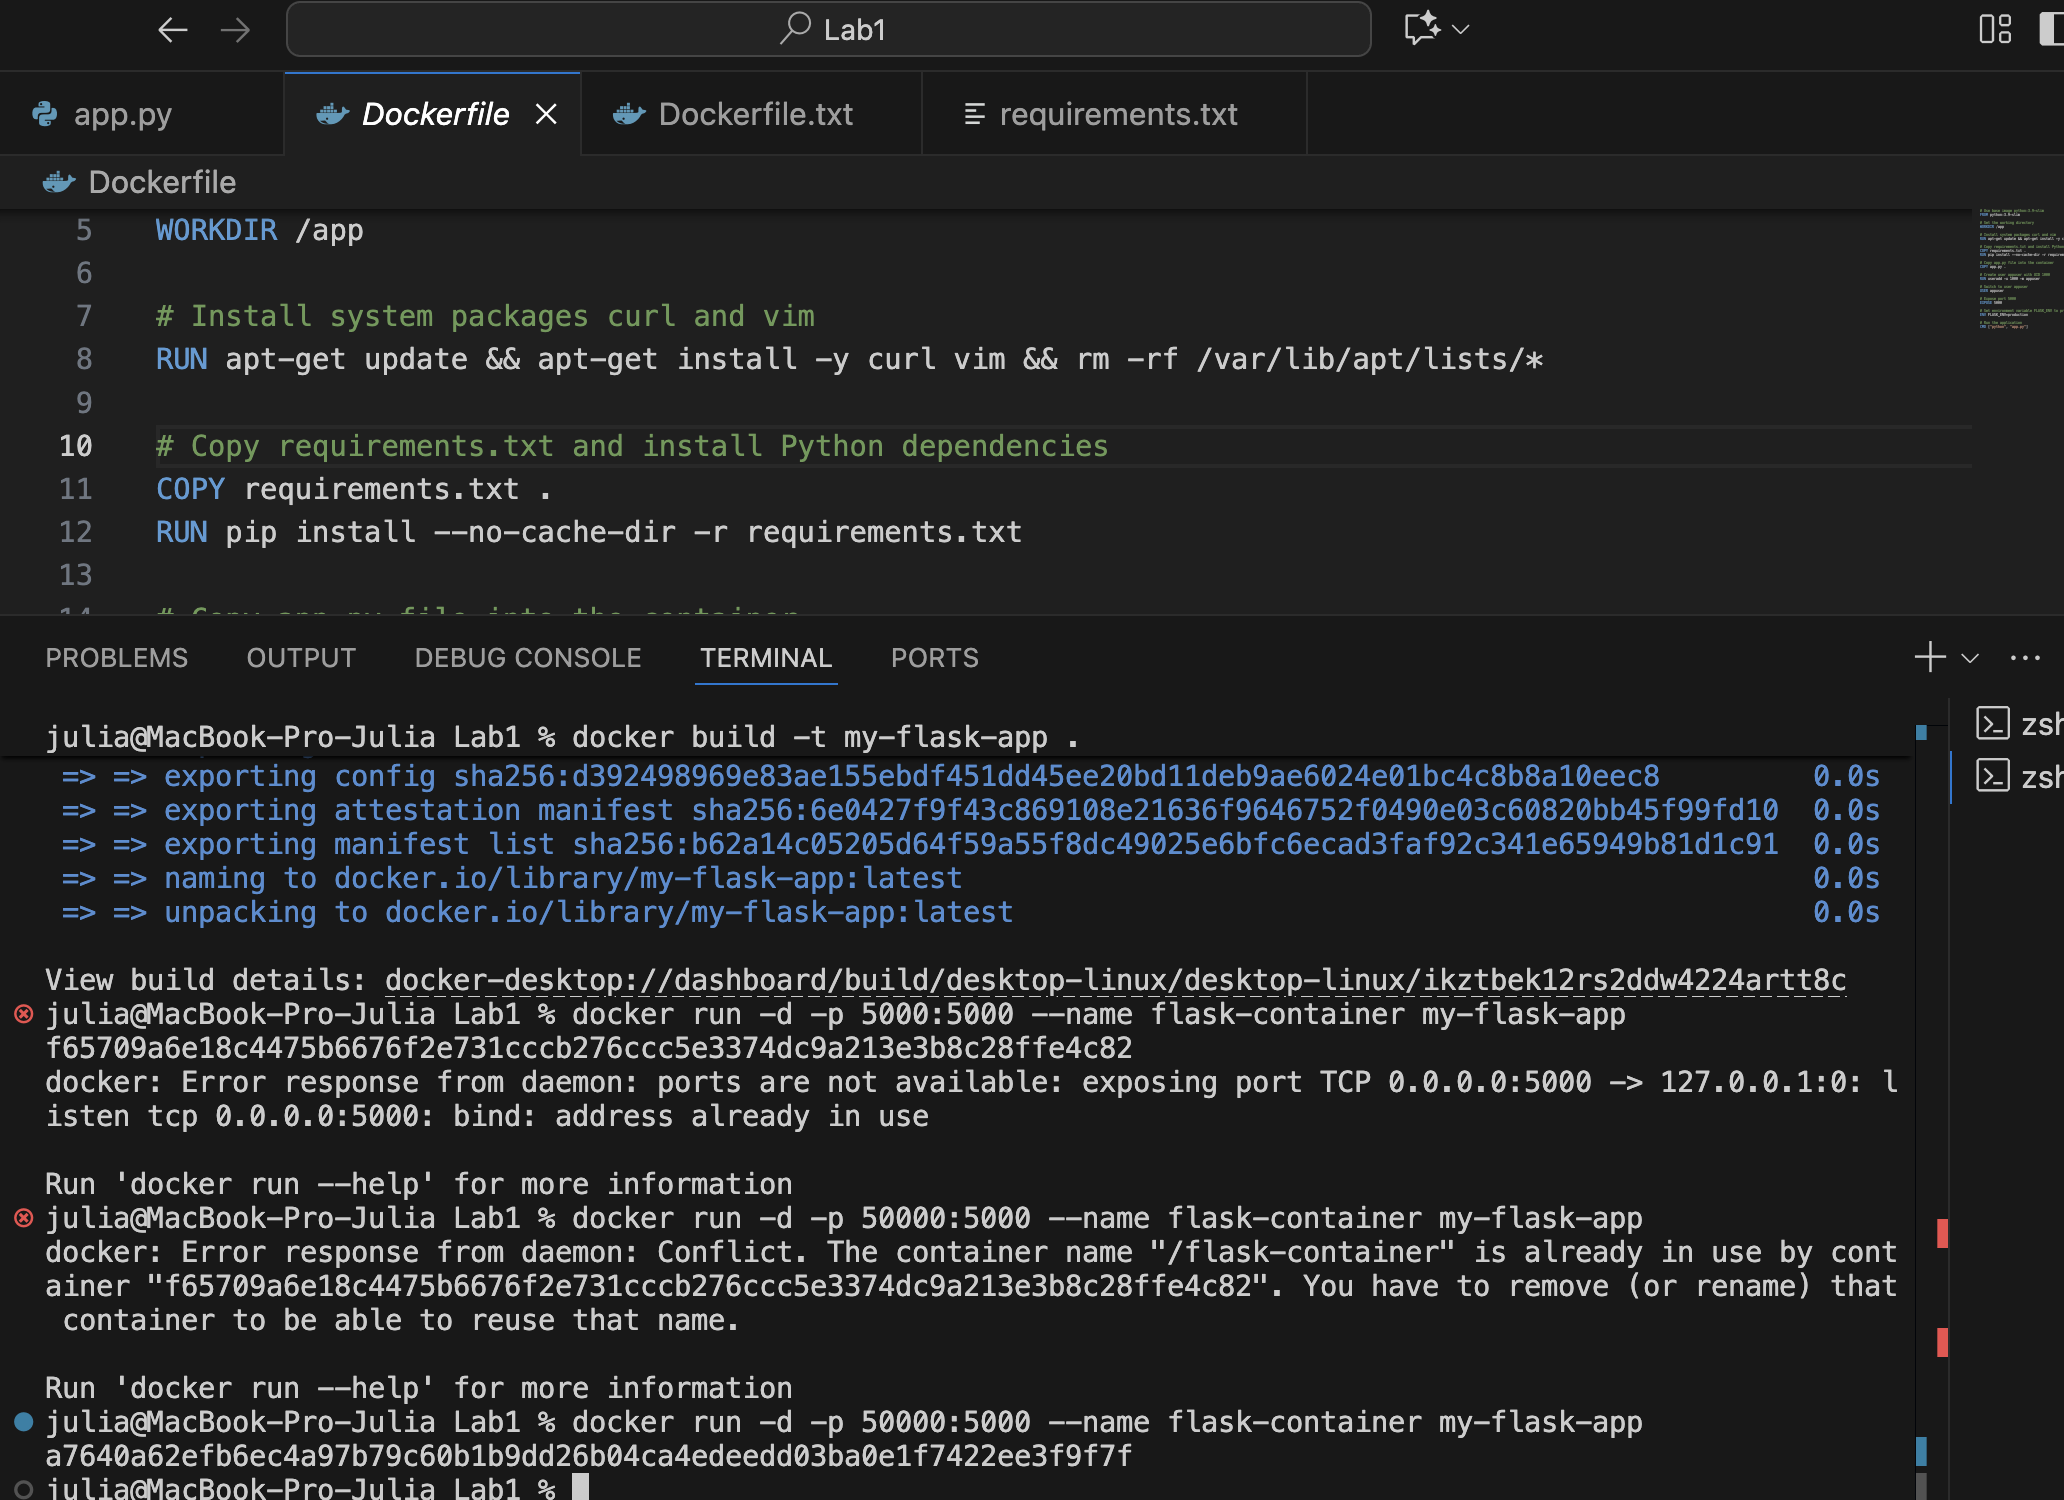 Lab1
app.py
Dockerfile
Dockerfile.txt
requirements.txt
Dockerfile
5 WORKDIR /app
6
7 # Install system packages curl and vim
8 RUN apt-get update && apt-get install -y curl vim && rm -rf /var/lib/apt/lists/*
9
10 # Copy requirements.txt and install Python dependencies
11 COPY requirements.txt .
12 RUN pip install --no-cache-dir -r requirements.txt
13
14 # Copy app.py file into the container
PROBLEMS OUTPUT DEBUG CONSOLE TERMINAL PORTS
julia@MacBook-Pro-Julia Lab1 % docker build -t my-flask-app .
=> => exporting config sha256:d392498969e83ae155ebdf451dd45ee20bd11deb9ae6024e01bc4c8b8a10eec8 0.0s
=> => exporting attestation manifest sha256:6e0427f9f43c869108e21636f9646752f0490e03c60820bb45f99fd10 0.0s
=> => exporting manifest list sha256:b62a14c05205d64f59a55f8dc49025e6bfc6ecad3faf92c341e65949b81d1c91 0.0s
=> => naming to docker.io/library/my-flask-app:latest 0.0s
=> => unpacking to docker.io/library/my-flask-app:latest 0.0s
View build details: docker-desktop://dashboard/build/desktop-linux/desktop-linux/ikztbek12rs2ddw4224artt8c
julia@MacBook-Pro-Julia Lab1 % docker run -d -p 5000:5000 --name flask-container my-flask-app
f65709a6e18c4475b6676f2e731cccb276ccc5e3374dc9a213e3b8c28ffe4c82
docker: Error response from daemon: ports are not available: exposing port TCP 0.0.0.0:5000 -> 127.0.0.1:0: l
isten tcp 0.0.0.0:5000: bind: address already in use
Run 'docker run --help' for more information
julia@MacBook-Pro-Julia Lab1 % docker run -d -p 50000:5000 --name flask-container my-flask-app
docker: Error response from daemon: Conflict. The container name "/flask-container" is already in use by cont
ainer "f65709a6e18c4475b6676f2e731cccb276ccc5e3374dc9a213e3b8c28ffe4c82". You have to remove (or rename) that
container to be able to reuse that name.
Run 'docker run --help' for more information
julia@MacBook-Pro-Julia Lab1 % docker run -d -p 50000:5000 --name flask-container my-flask-app
a7640a62efb6ec4a97b79c60b1b9dd26b04ca4edeedd03ba0e1f7422ee3f9f7f
julia@MacBook-Pro-Julia Lab1 %
zsh
zsh